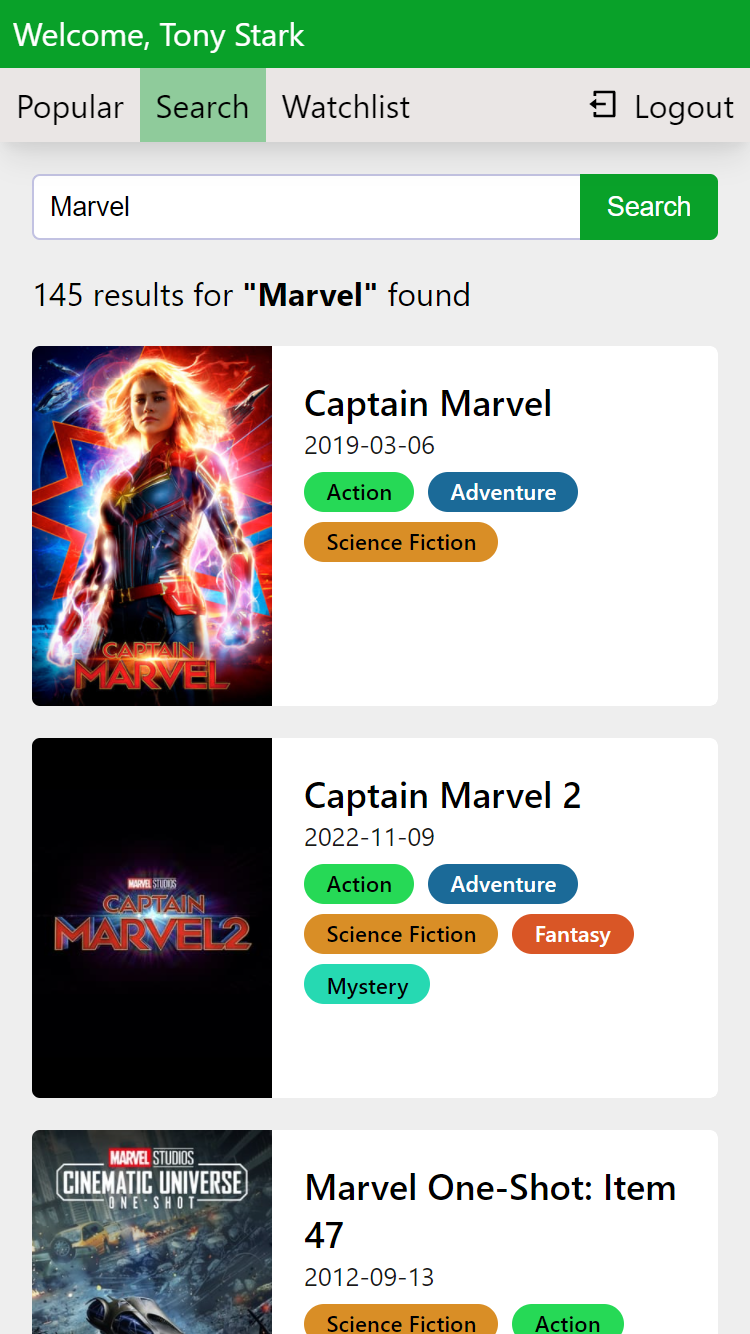 Welcome, Tony Stark
Popular Search Watchlist Logout
Marvel Search
145 results for "Marvel" found
CAPTAIN
MARVEL
Captain Marvel
2019-03-06
Action Adventure
Science Fiction
MARVEL STUDIOS
CAPTAIN
MARVEL2
Captain Marvel 2
2022-11-09
Action Adventure
Science Fiction Fantasy
Mystery
MARVEL STUDIOS
CINEMATIC UNIVERSE
ONE-SHOT
Marvel One-Shot: Item
47
2012-09-13
Science Fiction Action